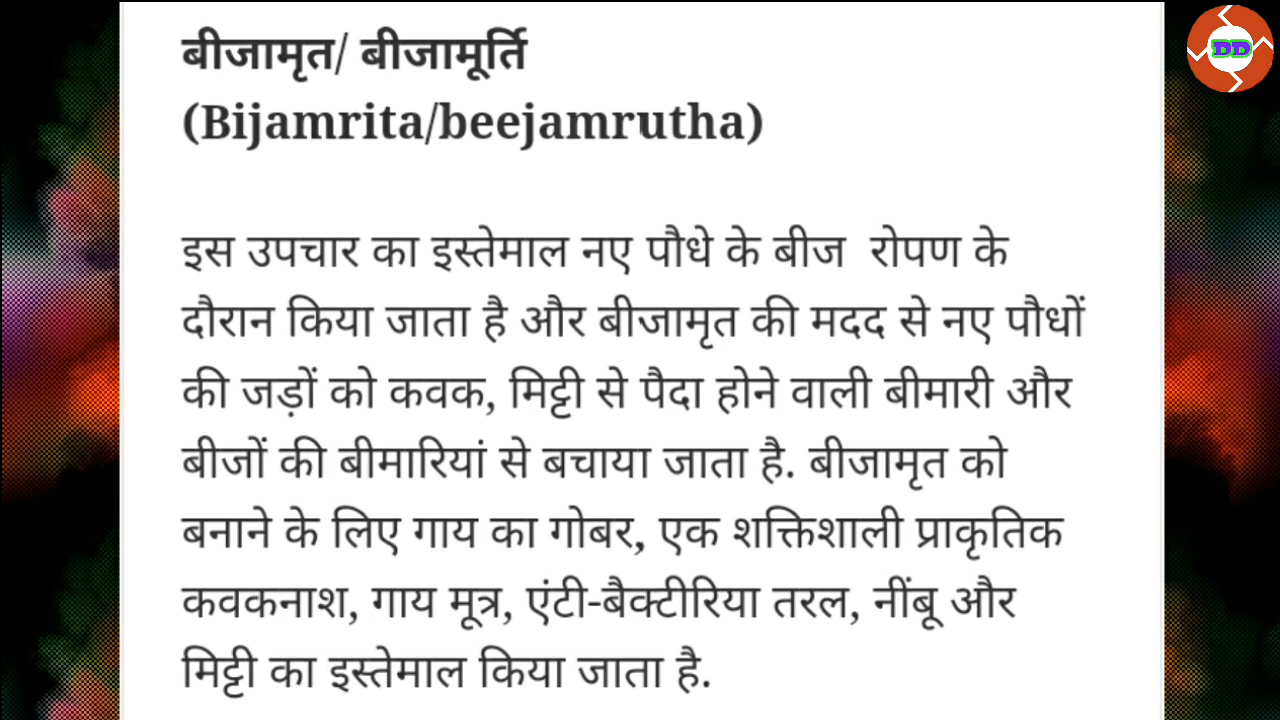 बीजामृत/ बीजामूर्ति
(Bijamrita/beejamrutha)
इस उपचार का इस्तेमाल नए पौधे के बीज रोपण के
दौरान किया जाता है और बीजामृत की मदद से नए पौधों
की जड़ों को कवक, मिट्टी से पैदा होने वाली बीमारी और
बीजों की बीमारियां से बचाया जाता है. बीजामृत को
बनाने के लिए गाय का गोबर, एक शक्तिशाली प्राकृतिक
कवकनाश, गाय मूत्र, एंटी-बैक्टीरिया तरल, नींबू और
मिट्टी का इस्तेमाल किया जाता है.
DD